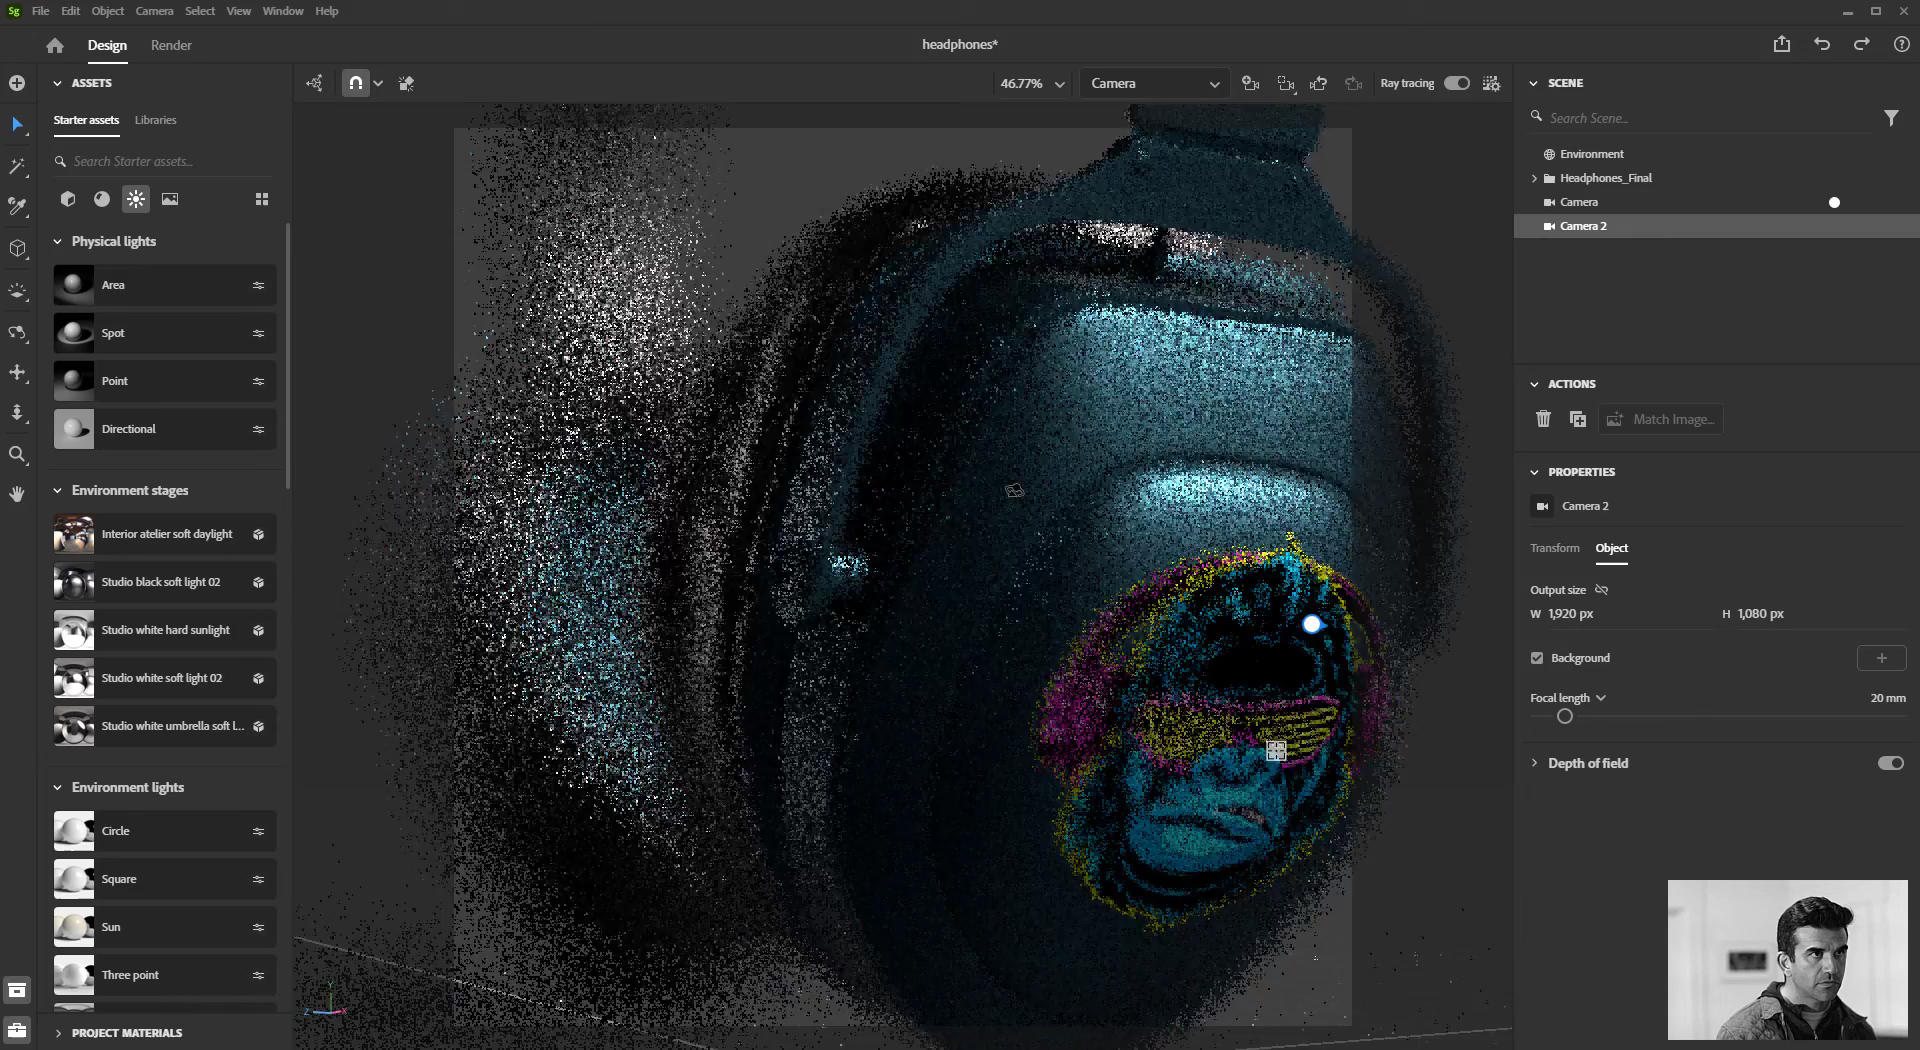 Sg File Edit Object Camera Select View Window Help
Design Render headphones*
ASSETS
Starter assets Libraries
Search Starter assets...
Physical lights
Area
Spot
Point
Directional
Environment stages
Interior atelier soft daylight
Studio black soft light 02
Studio white hard sunlight
Studio white soft light 02
Studio white umbrella soft l...
Environment lights
Circle
Square
Sun
Three point
PROJECT MATERIALS
46.77% Camera Ray tracing
Y
Z X
SCENE
Search Scene...
Environment
Headphones_Final
Camera
Camera 2
ACTIONS
Match Image...
PROPERTIES
Camera 2
Transform Object
Output size
W 1,920 px H 1,080 px
Background
Focal length 20 mm
Depth of field